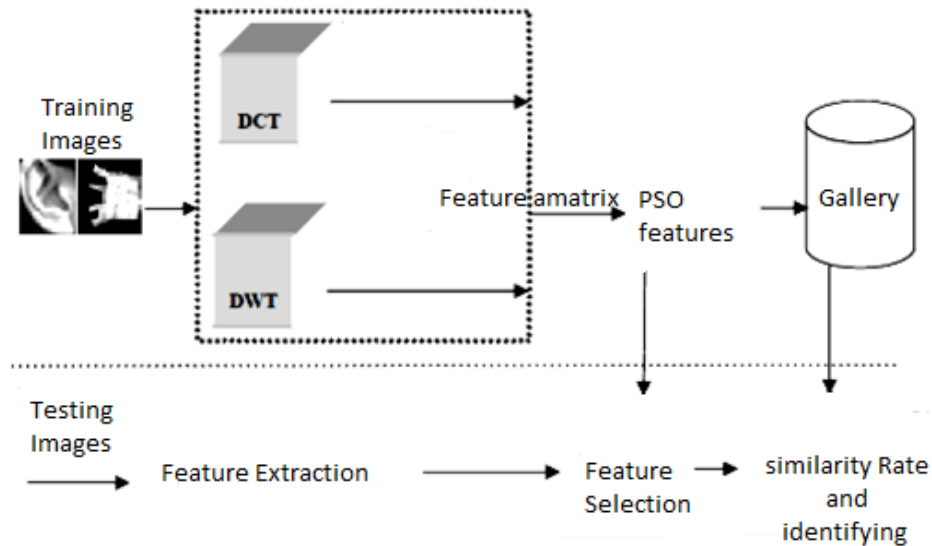 Training
Images
DCT
DWT
Feature amatrix
PSO
features
Gallery
Testing
Images
Feature Extraction
Feature
Selection
similarity Rate
and
identifying